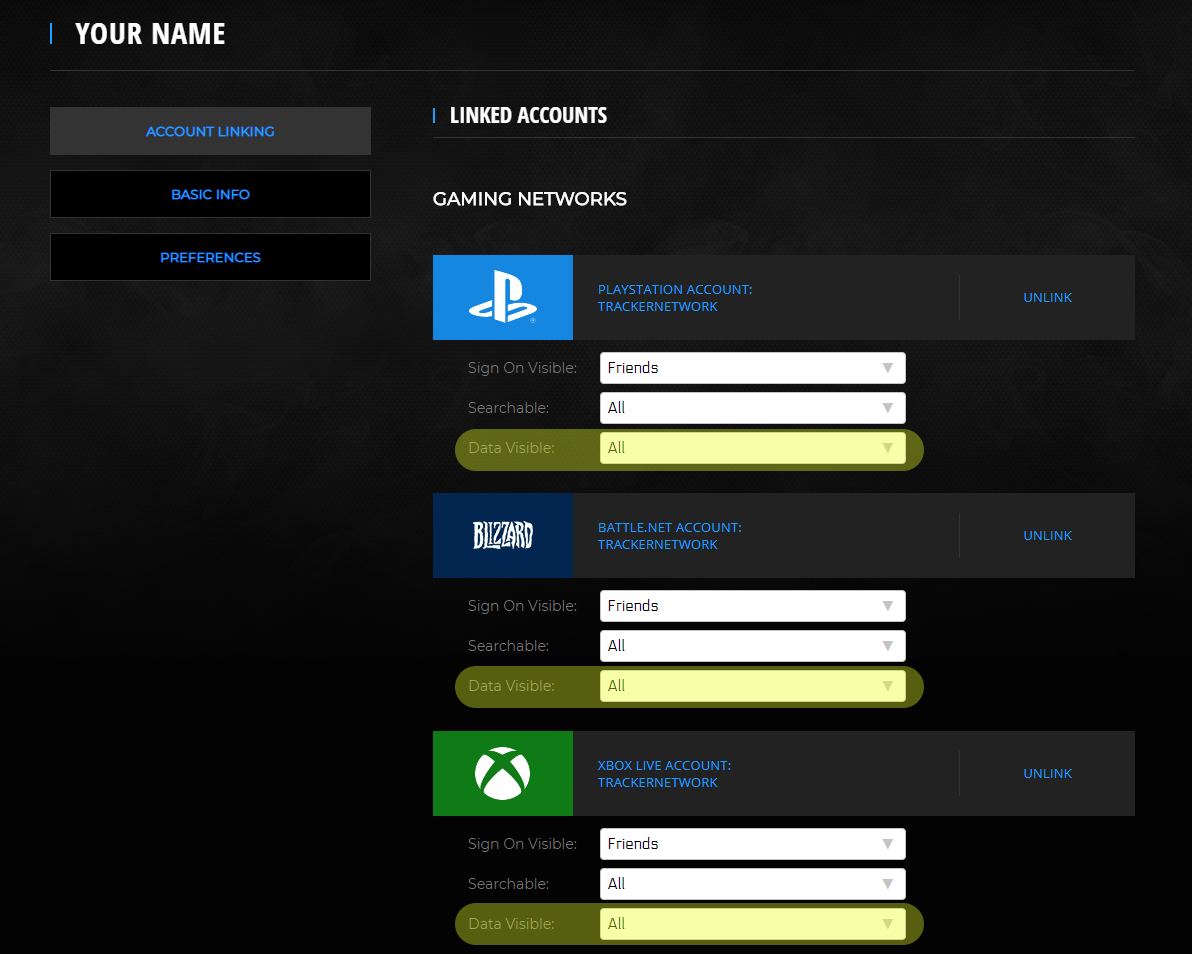 YOUR NAME
ACCOUNT LINKING
BASIC INFO
PREFERENCES
LINKED ACCOUNTS
GAMING NETWORKS
PLAYSTATION ACCOUNT:
TRACKERNETWORK
UNLINK
Sign On Visible: Friends
Searchable: All
Data Visible: All
BLIZZARD
BATTLE.NET ACCOUNT:
TRACKERNETWORK
UNLINK
Sign On Visible: Friends
Searchable: All
Data Visible: All
XBOX LIVE ACCOUNT:
TRACKERNETWORK
UNLINK
Sign On Visible: Friends
Searchable: All
Data Visible: All